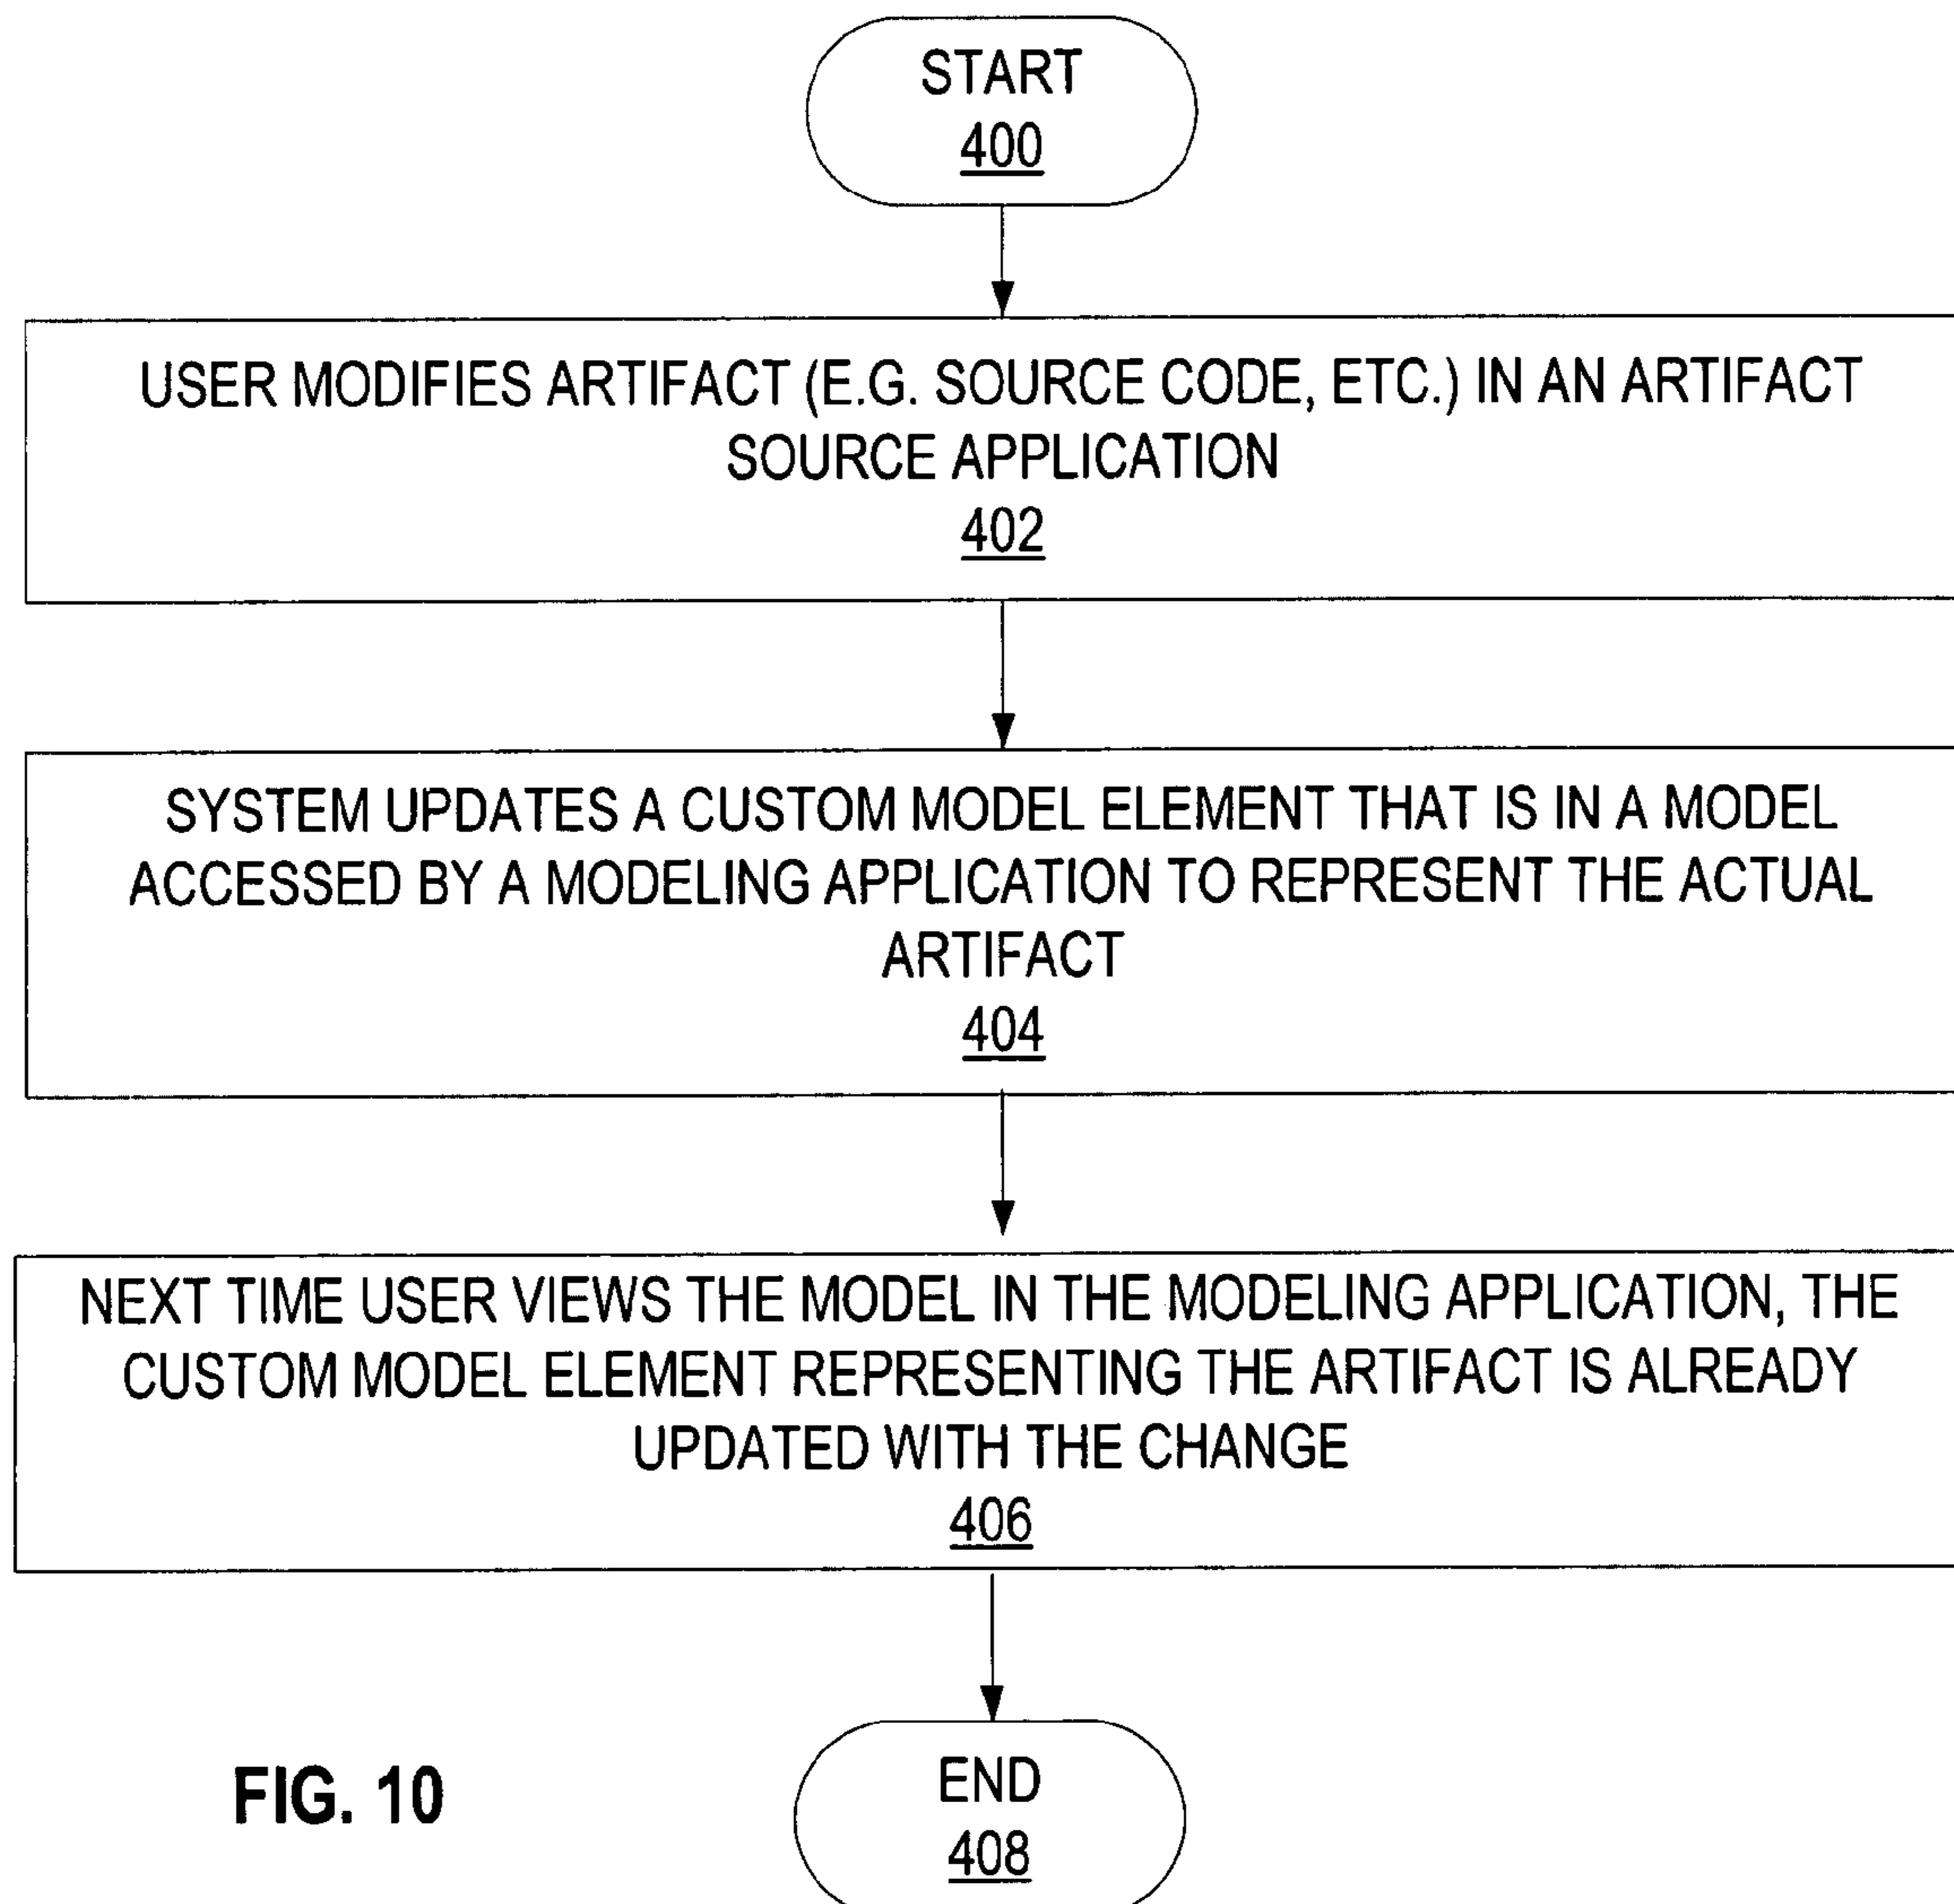 START
400
USER MODIFIES ARTIFACT (E.G. SOURCE CODE, ETC.) IN AN ARTIFACT
SOURCE APPLICATION
402
SYSTEM UPDATES A CUSTOM MODEL ELEMENT THAT IS IN A MODEL
ACCESSED BY A MODELING APPLICATION TO REPRESENT THE ACTUAL
ARTIFACT
404
NEXT TIME USER VIEWS THE MODEL IN THE MODELING APPLICATION, THE
CUSTOM MODEL ELEMENT REPRESENTING THE ARTIFACT IS ALREADY
UPDATED WITH THE CHANGE
406
END
408
FIG. 10